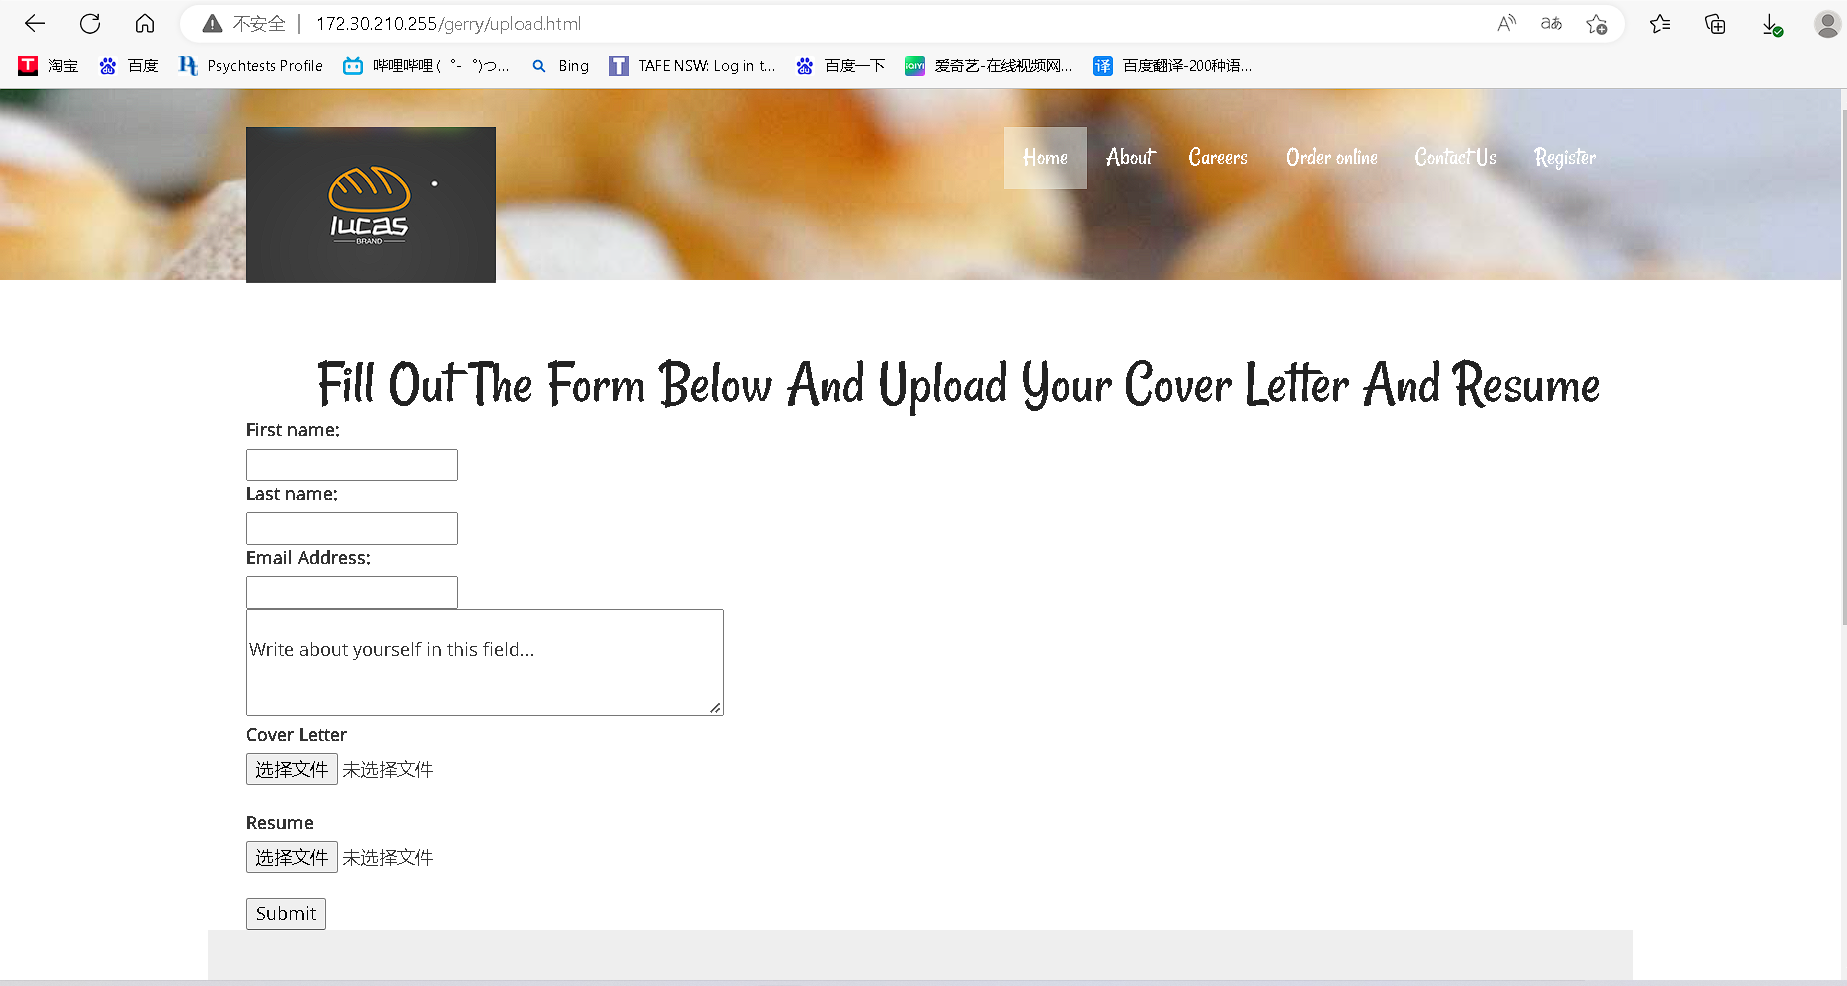 不安全 | 172.30.210.255/gerry/upload.html
淘宝 百度 Psychtests Profile 哔哩哔哩 (゜-゜)つ... Bing TAFE NSW: Log in t... 百度一下 爱奇艺-在线视频网... 百度翻译-200种语...
lucas
BRAND
Home About Careers Order online Contact Us Register
Fill Out The Form Below And Upload Your Cover Letter And Resume
First name:
Last name:
Email Address:
Write about yourself in this field...
Cover Letter
选择文件 未选择文件
Resume
选择文件 未选择文件
Submit